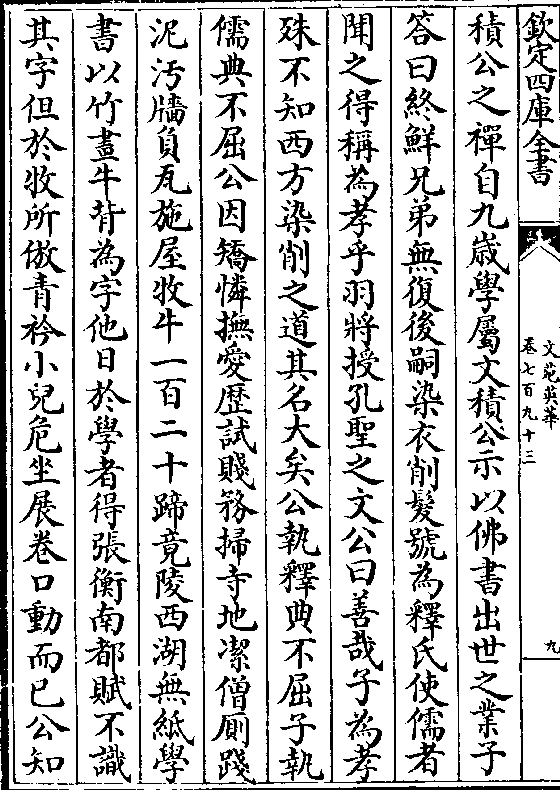 欽定四庫全書
文苑英華
卷七百九十三
九
積公之禪自九歲學屬文積公示以佛書出世之業子
答曰終鮮兄弟無復後嗣染衣削髮號為釋氏使儒者
聞之得稱為孝乎羽將授孔聖之文公曰善哉子為孝
殊不知西方染削之道其名大矣公執釋典不屈子執
儒典不屈公因矯憐撫愛歴試賤務掃寺地潔僧厠踐
泥汚牆負瓦施屋牧牛一百二十蹄竟陵西湖無紙學
書以竹畫牛背為字他日於學者得張衡南都賦不識
其字但於牧所倣青衿小兒危坐展卷口動而已公知